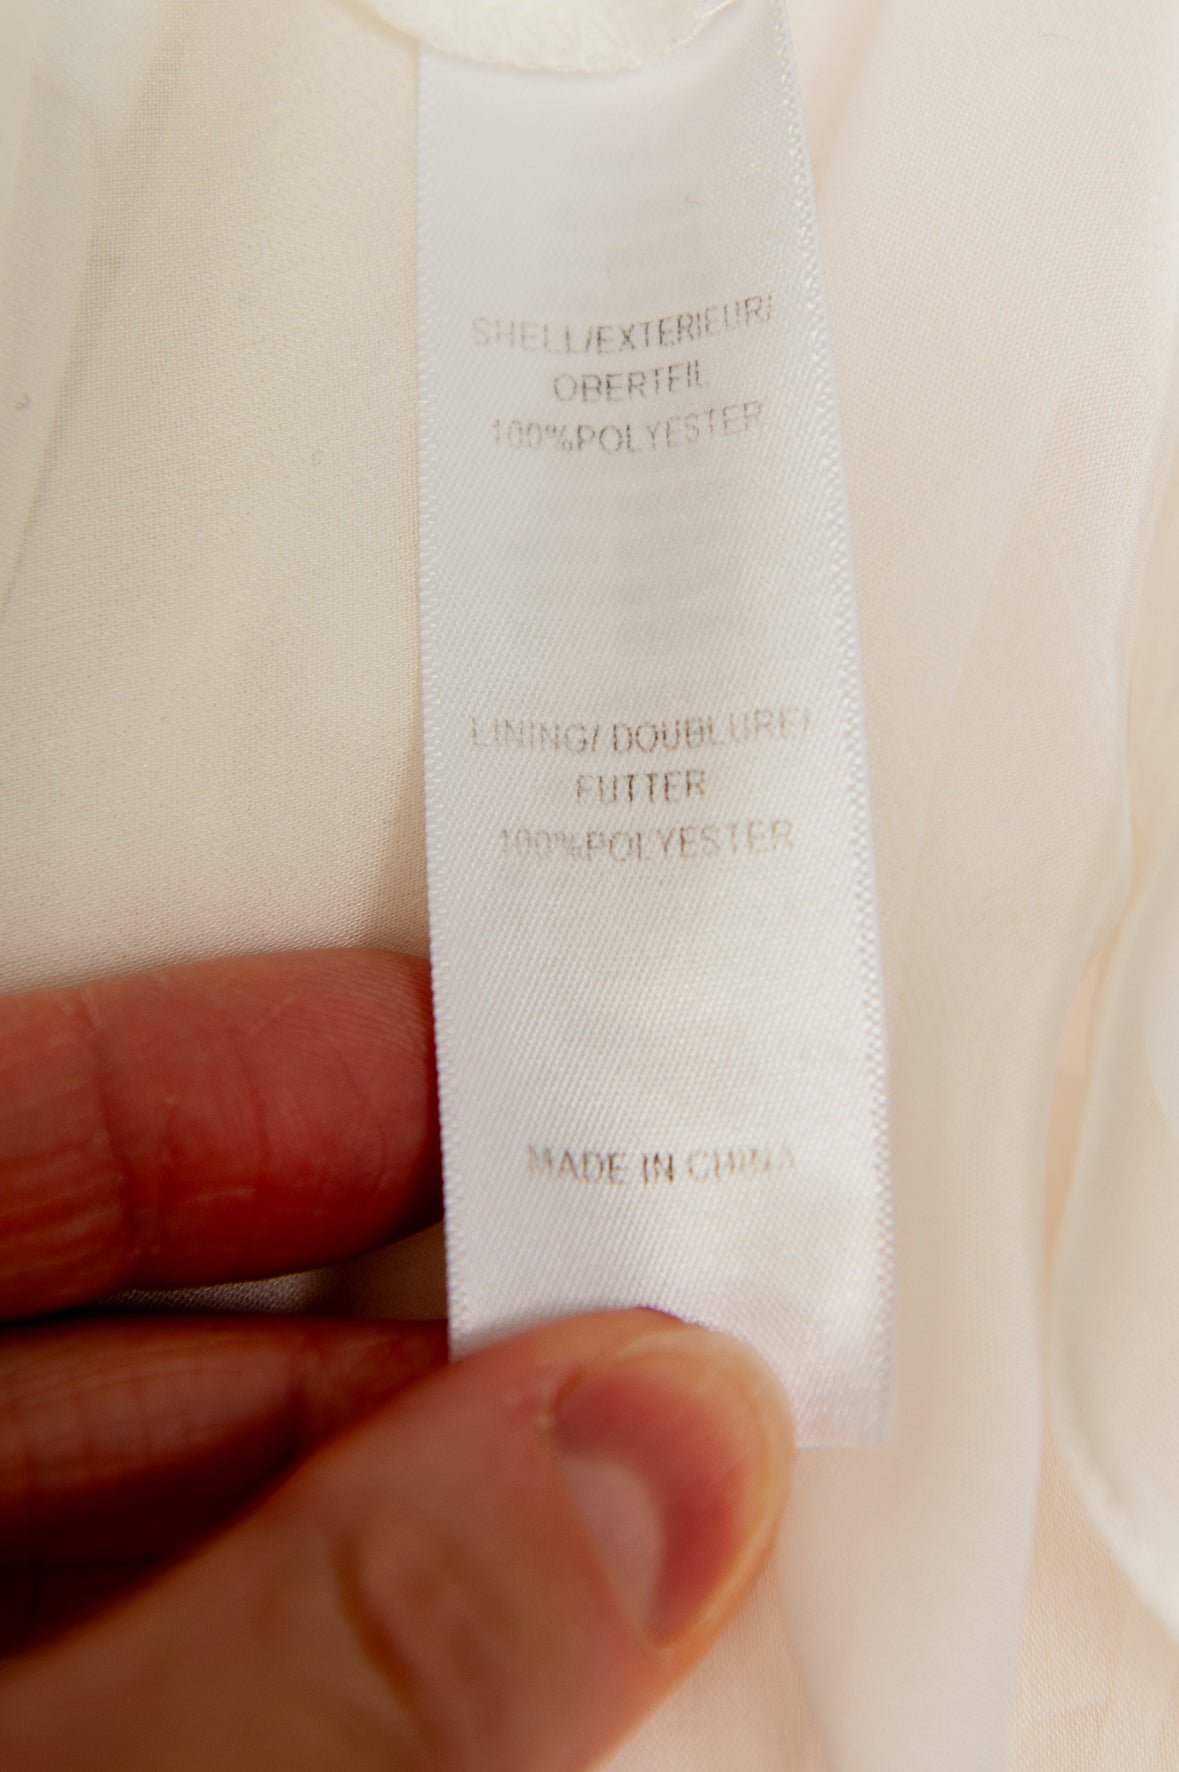 SHELL/EXTERIEUR/
OBERTEIL
100%POLYESTER
LINING/ DOUBLURE/
FUTTER
100%POLYESTER
MADE IN CHINA